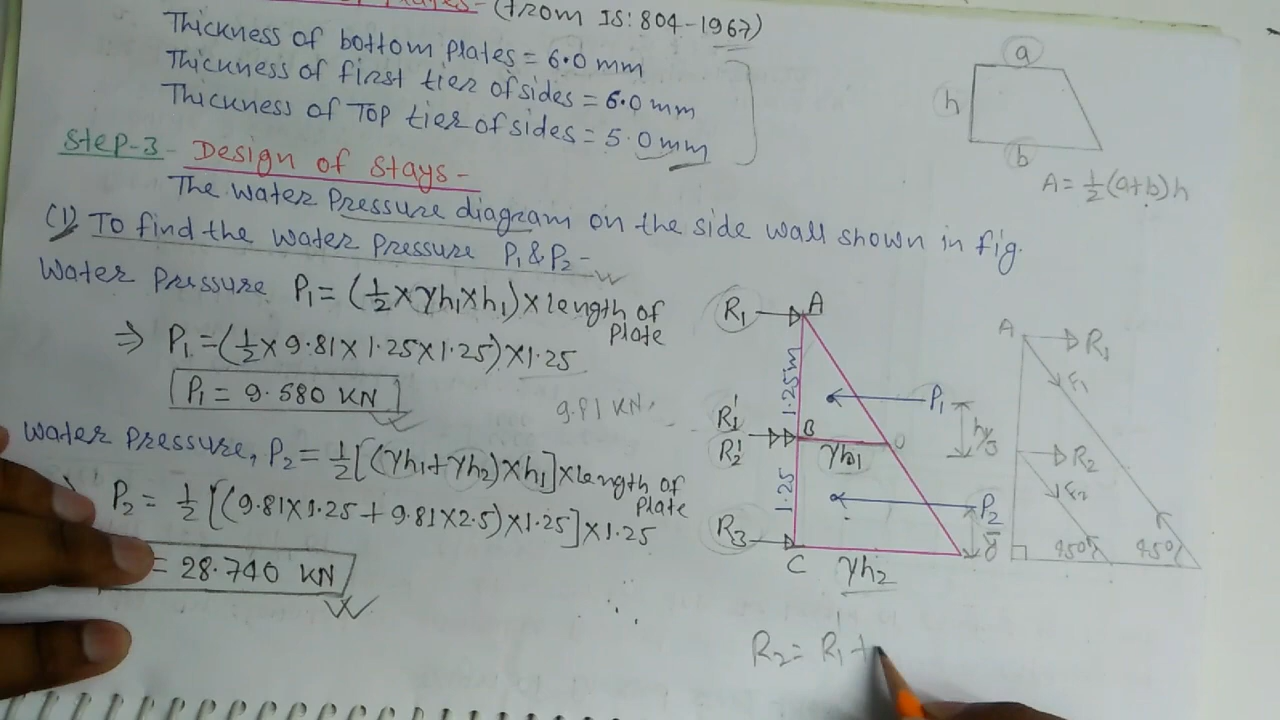 (from IS:804-1967)
Thickness of bottom plates = 6.0 mm
Thickness of first tier of sides = 6.0 mm
Thickness of Top tier of sides = 5.0 mm
Step-3- Design of Stays-
The Water Pressure diagram on the side wall shown in fig.
(1) To find the water pressure P₁ & P₂-
Water Pressure P₁ = (½ × γh₁ × h₁) × length of Plate
⇒ P₁ = (½ × 9.81 × 1.25 × 1.25) × 1.25
P₁ = 9.580 KN
9.81 KN
Water Pressure, P₂ = ½[(γh₁+γh₂)×h₁] × length of Plate
P₂ = ½[(9.81×1.25 + 9.81×2.5)×1.25] × 1.25
= 28.740 KN
a
h
b
A = ½(a+b)h
R₁ A
1.25m
P₁
h/3
R₁' B
R₂'
γh₁
1.25
P₂
ȳ
R₃
C γh₂
A R₁
F₁
R₂
F₂
45° 45°
R₂ = R₁' +